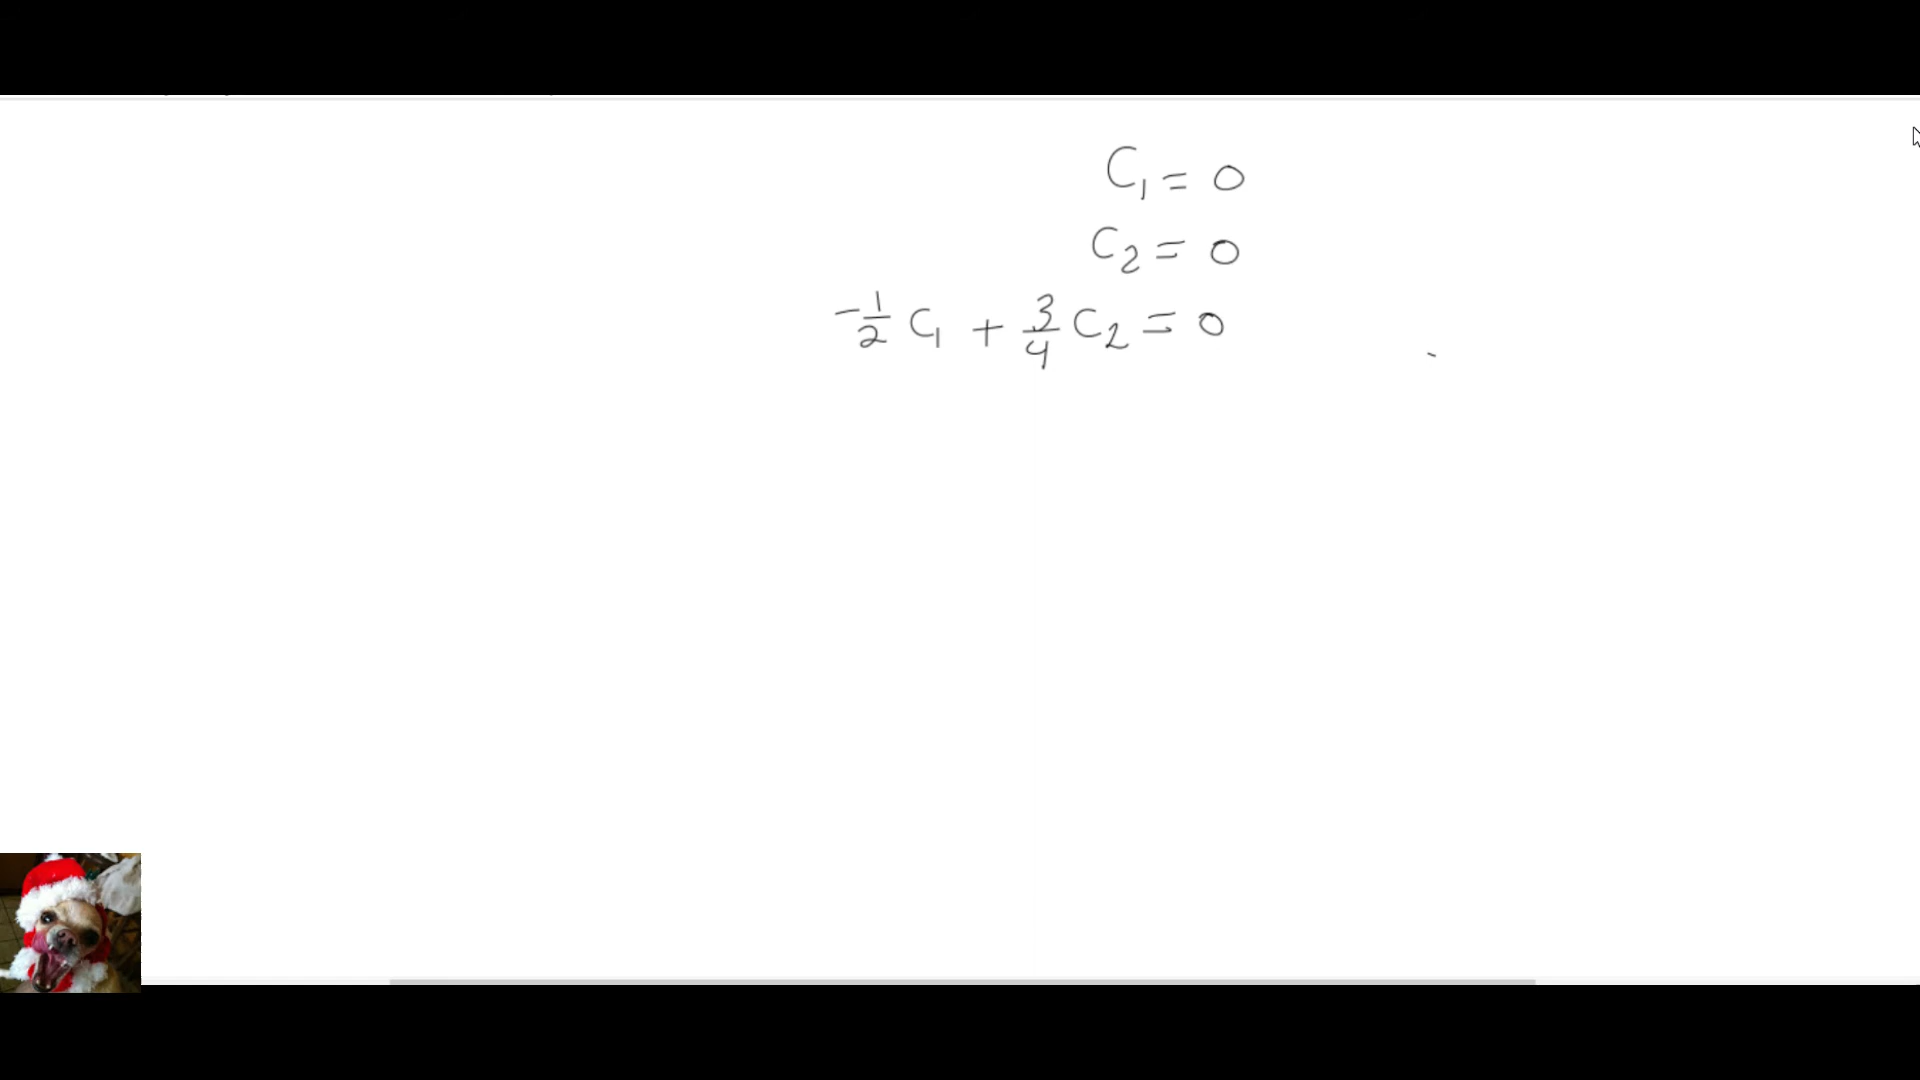 C₁ = 0
C₂ = 0
-1/2 C₁ + 3/4 C₂ = 0